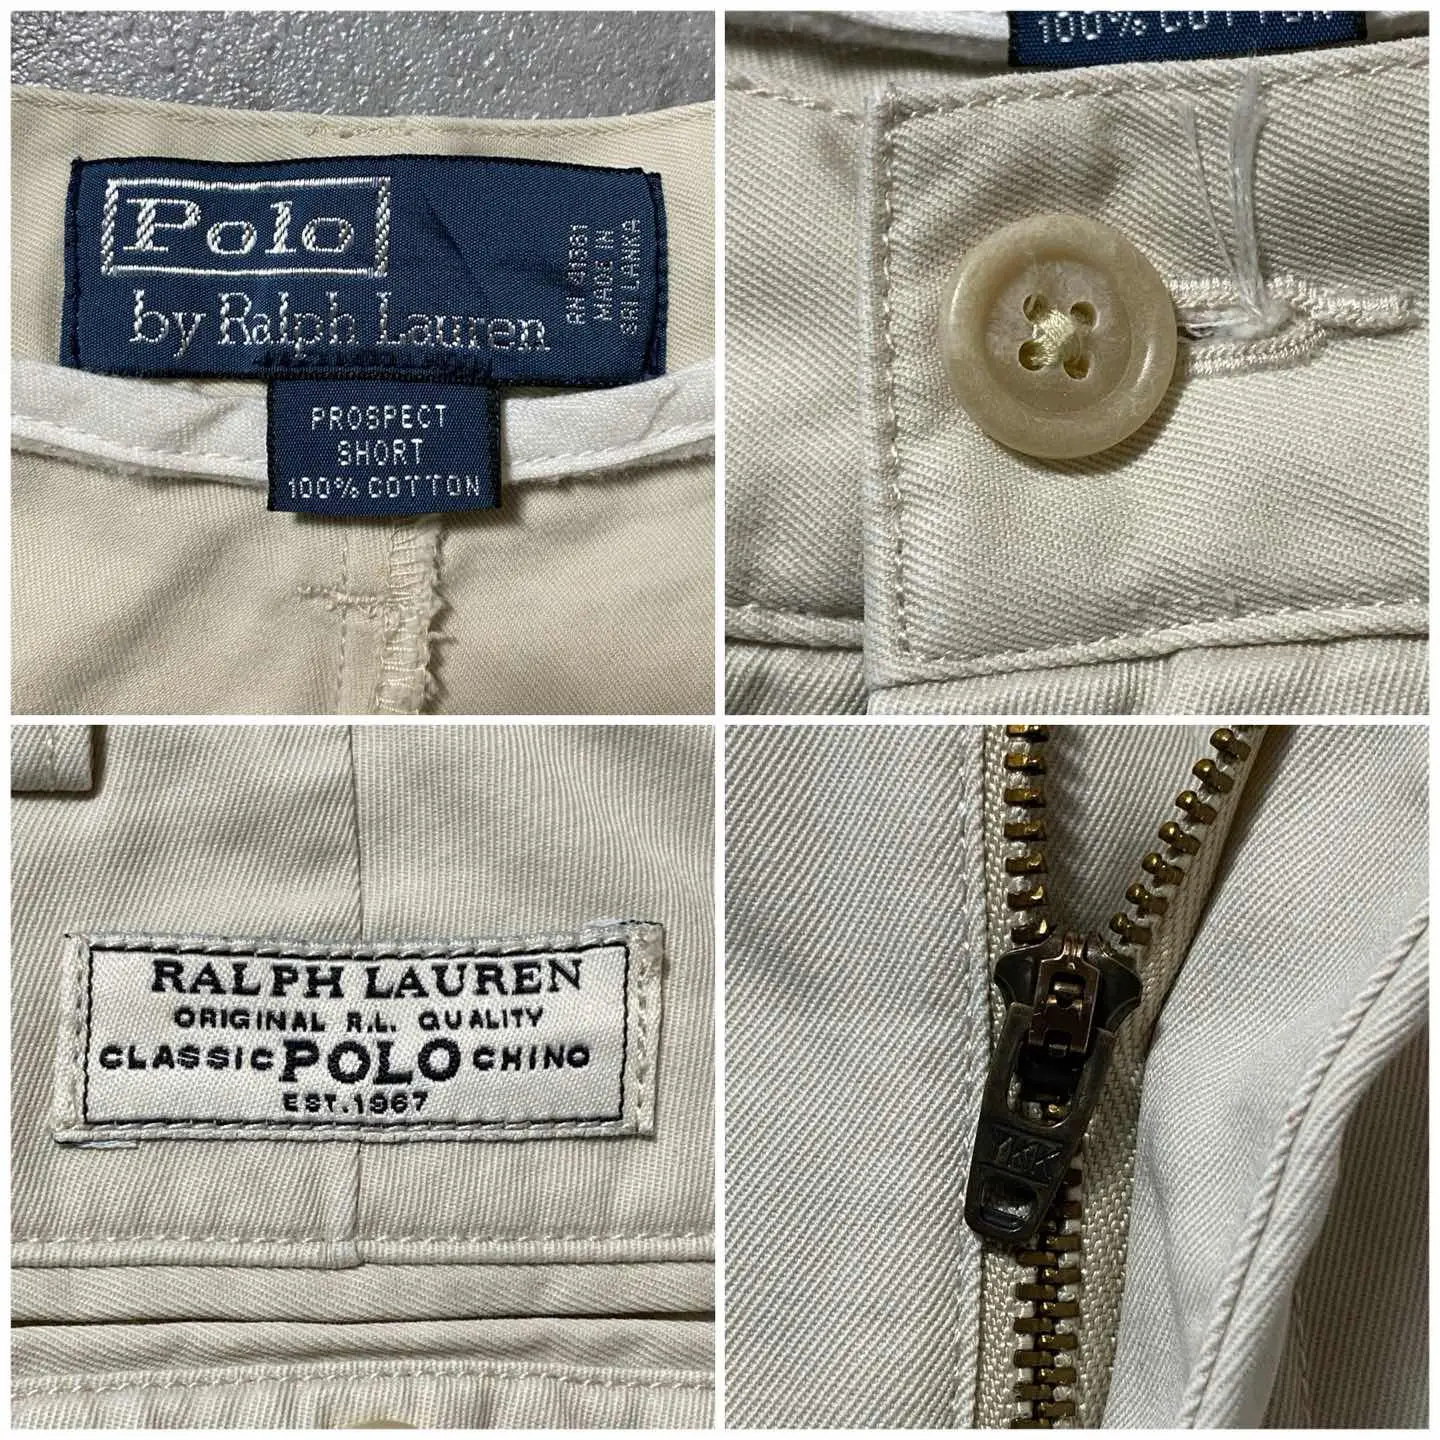 Polo
by Ralph Lauren
RN 41381
MADE IN
SRI LANKA
PROSPECT
SHORT
100% COTTON
100% COTTON
RALPH LAUREN
ORIGINAL R.L. QUALITY
CLASSIC POLO CHINO
EST.1967
YKK